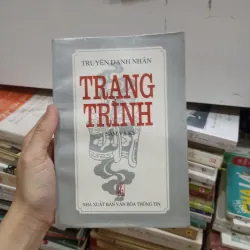 TRUYỆN DANH NHÂN
TRẠNG
TRÌNH
NHÀ XUẤT BẢN VĂN HÓA THÔNG TIN